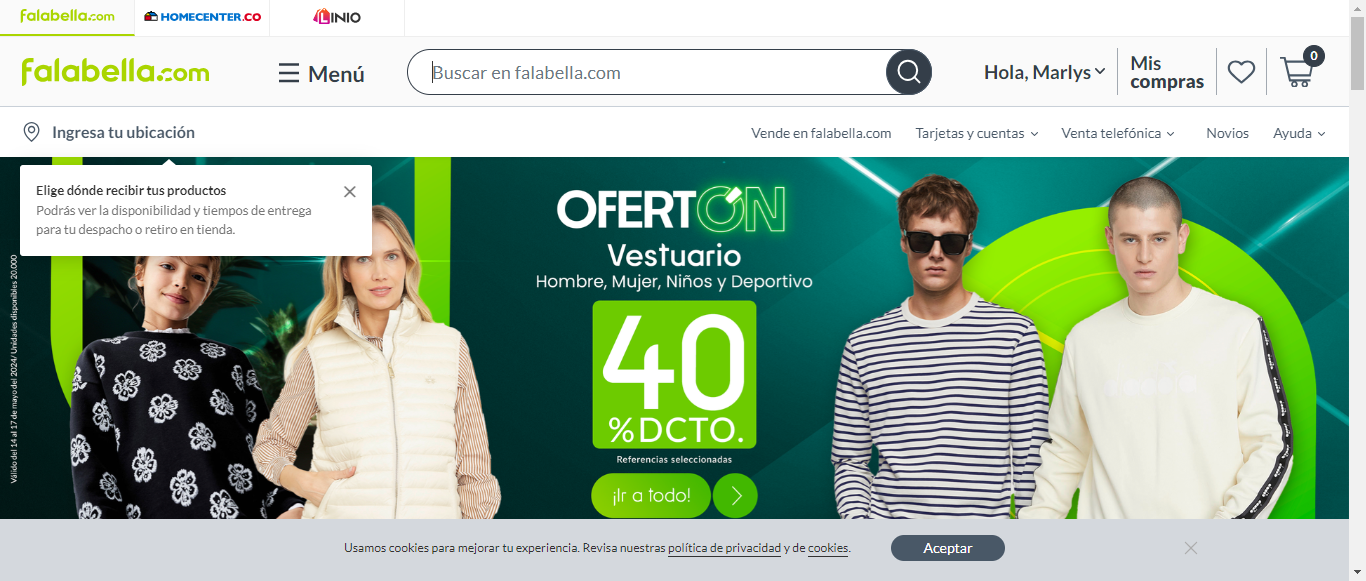 falabella.com
HOMECENTER.CO
LINIO
falabella.com
Menú
Buscar en falabella.com
Hola, Marlys
Mis
compras
0
Ingresa tu ubicación
Vende en falabella.com
Tarjetas y cuentas
Venta telefónica
Novios
Ayuda
Elige dónde recibir tus productos
Podrás ver la disponibilidad y tiempos de entrega
para tu despacho o retiro en tienda.
OFERTÓN
Vestuario
Hombre, Mujer, Niños y Deportivo
40
%DCTO.
Referencias seleccionadas
¡Ir a todo!
Válido del 14 al 17 de mayo del 2024/ Unidades disponibles 20.000
Usamos cookies para mejorar tu experiencia. Revisa nuestras política de privacidad y de cookies.
Aceptar